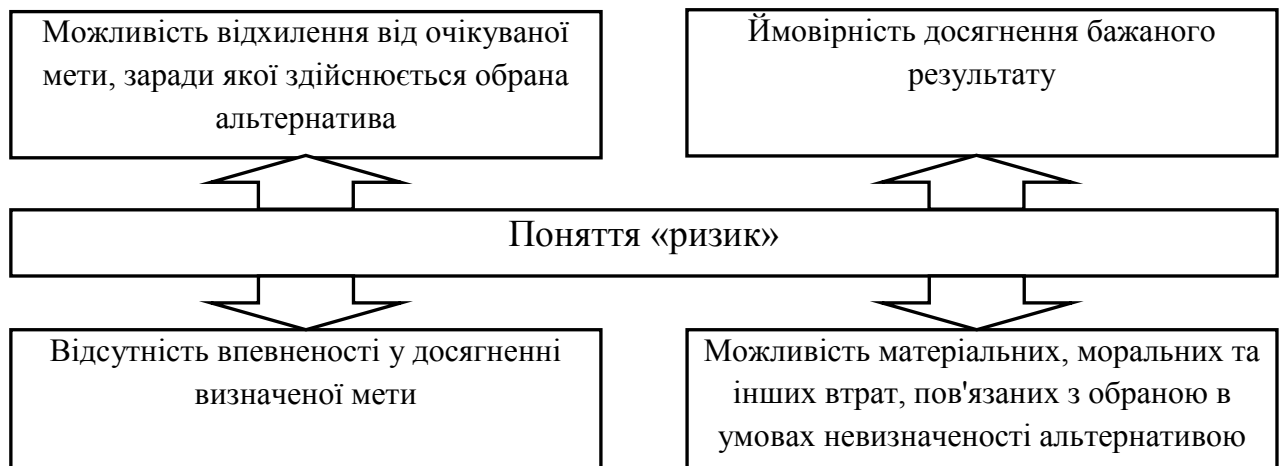 Можливість відхилення від очікуваної
мети, заради якої здійснюється обрана
альтернатива
Ймовірність досягнення бажаного
результату
Поняття «ризик»
Відсутність впевненості у досягненні
визначеної мети
Можливість матеріальних, моральних та
інших втрат, пов'язаних з обраною в
умовах невизначеності альтернативою